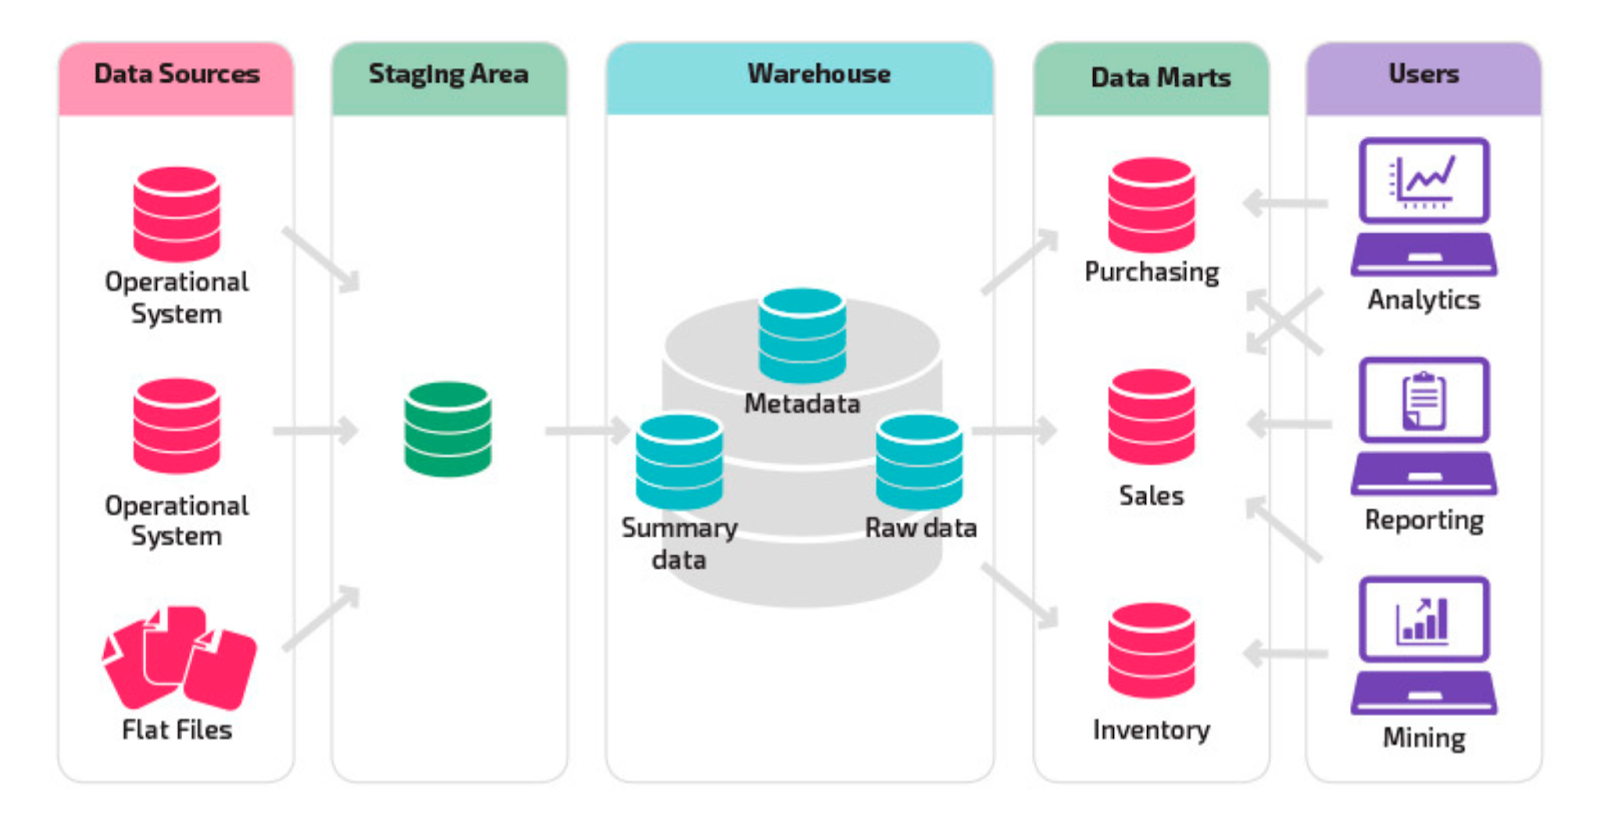 Data Sources
Staging Area
Warehouse
Data Marts
Users
Operational
System
Operational
System
Flat Files
Metadata
Summary
data
Raw data
Purchasing
Sales
Inventory
Analytics
Reporting
Mining